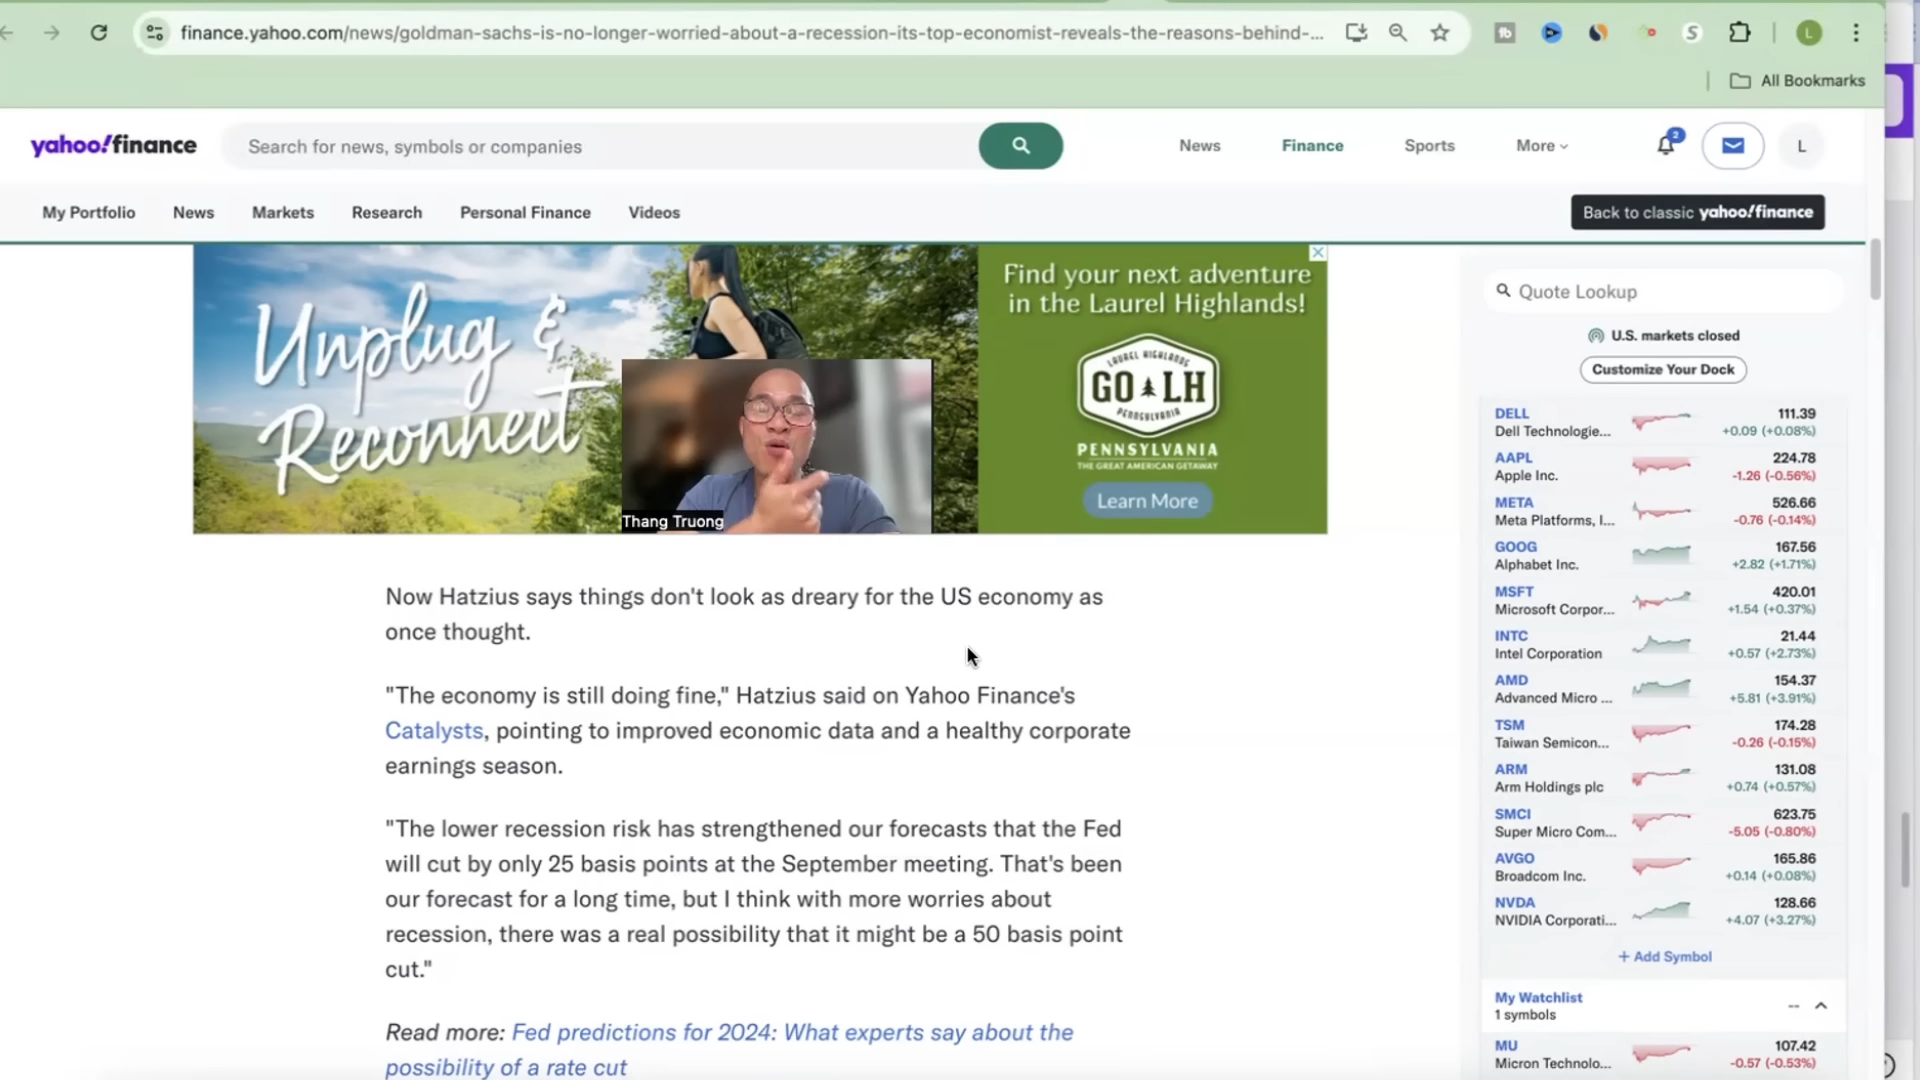 finance.yahoo.com/news/goldman-sachs-is-no-longer-worried-about-a-recession-its-top-economist-reveals-the-reasons-behind-...
L
All Bookmarks
yahoo!finance
Search for news, symbols or companies
News
Finance
Sports
More
2
L
My Portfolio
News
Markets
Research
Personal Finance
Videos
Back to classic yahoo!finance
Unplug &
Reconnect
Find your next adventure
in the Laurel Highlands!
LAUREL HIGHLANDS
GO LH
PENNSYLVANIA
PENNSYLVANIA
THE GREAT AMERICAN GETAWAY
Learn More
Thang Truong
Now Hatzius says things don't look as dreary for the US economy as
once thought.
"The economy is still doing fine," Hatzius said on Yahoo Finance's
Catalysts, pointing to improved economic data and a healthy corporate
earnings season.
"The lower recession risk has strengthened our forecasts that the Fed
will cut by only 25 basis points at the September meeting. That's been
our forecast for a long time, but I think with more worries about
recession, there was a real possibility that it might be a 50 basis point
cut."
Read more: Fed predictions for 2024: What experts say about the
possibility of a rate cut
Quote Lookup
U.S. markets closed
Customize Your Dock
DELL 111.39
Dell Technologie... +0.09 (+0.08%)
AAPL 224.78
Apple Inc. -1.26 (-0.56%)
META 526.66
Meta Platforms, I... -0.76 (-0.14%)
GOOG 167.56
Alphabet Inc. +2.82 (+1.71%)
MSFT 420.01
Microsoft Corpor... +1.54 (+0.37%)
INTC 21.44
Intel Corporation +0.57 (+2.73%)
AMD 154.37
Advanced Micro ... +5.81 (+3.91%)
TSM 174.28
Taiwan Semicon... -0.26 (-0.15%)
ARM 131.08
Arm Holdings plc +0.74 (+0.57%)
SMCI 623.75
Super Micro Com... -5.05 (-0.80%)
AVGO 165.86
Broadcom Inc. +0.14 (+0.08%)
NVDA 128.66
NVIDIA Corporati... +4.07 (+3.27%)
+ Add Symbol
My Watchlist --
1 symbols
MU 107.42
Micron Technolo... -0.57 (-0.53%)